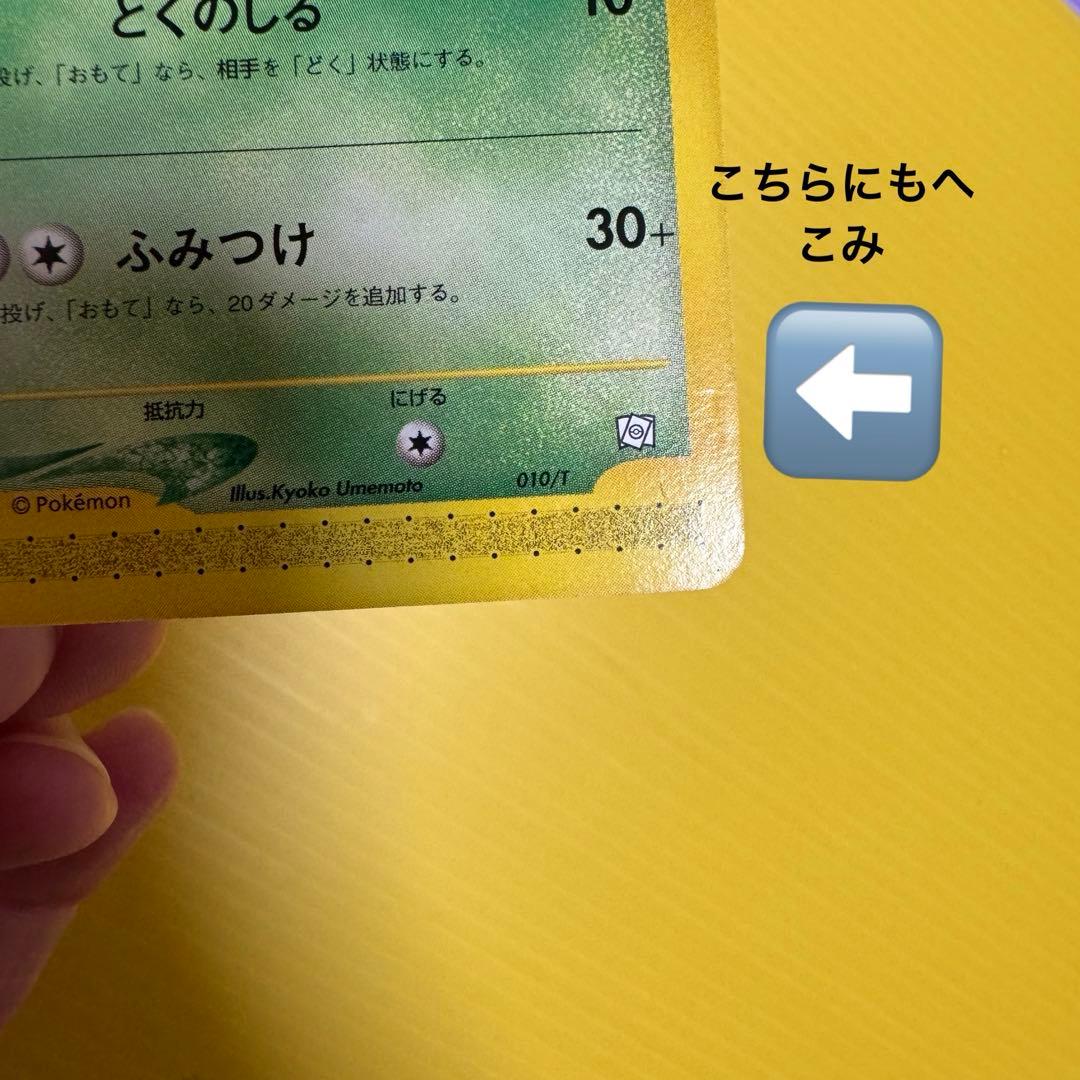 どくのしる 10
投げ、「おもて」なら、相手を「どく」状態にする。
こちらにもへ
こみ
ふみつけ 30+
投げ、「おもて」なら、20ダメージを追加する。
抵抗力 にげる
© Pokémon Illus.Kyoko Umemoto 010/T